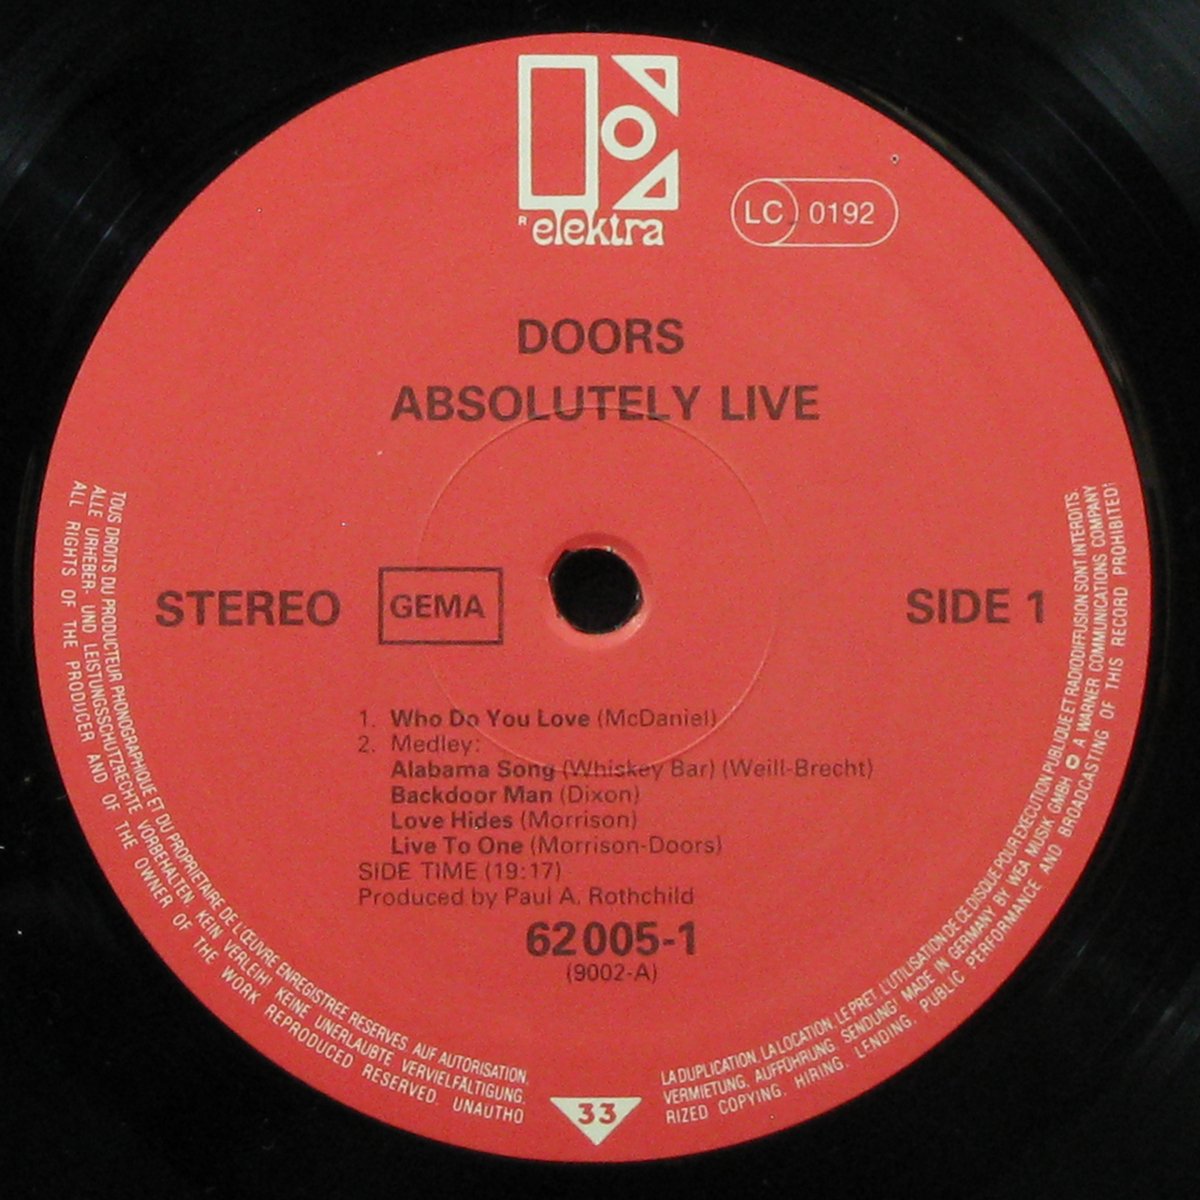 R elektra
LC 0192
DOORS
ABSOLUTELY LIVE
STEREO GEMA SIDE 1
1. Who Do You Love (McDaniel)
2. Medley:
Alabama Song (Whiskey Bar) (Weill-Brecht)
Backdoor Man (Dixon)
Love Hides (Morrison)
Live To One (Morrison-Doors)
SIDE TIME (19:17)
Produced by Paul A. Rothchild
62 005-1
(9002-A)
TOUS DROITS DU PRODUCTEUR PHONOGRAPHIQUE ET DU PROPRIETAIRE DE L'ŒUVRE ENREGISTREE RESERVES. AUF AUTORISATION.
ALLE URHEBER- UND LEISTUNGSSCHUTZRECHTE VORBEHALTEN KEIN VERLEIH! KEINE UNERLAUBTE. VERVIELFÄLTIGUNG.
ALL RIGHTS OF THE PRODUCER AND OF THE OWNER OF THE WORK REPRODUCED RESERVED. UNAUTHO
33
LA DUPLICATION, LA LOCATION, LE PRET, L'UTILISATION DE CE DISQUE POUR EXECUTION PUBLIQUE ET RADIODIFFUSION SONT INTERDITS.
VERMIETUNG. AUFFÜHRUNG. SENDUNG! MADE IN GERMANY BY WEA MUSIK GMBH A WARNER COMMUNICATIONS COMPANY
RIZED COPYING. HIRING. LENDING. PUBLIC PERFORMANCE AND BROADCASTING OF THIS RECORD PROHIBITED!